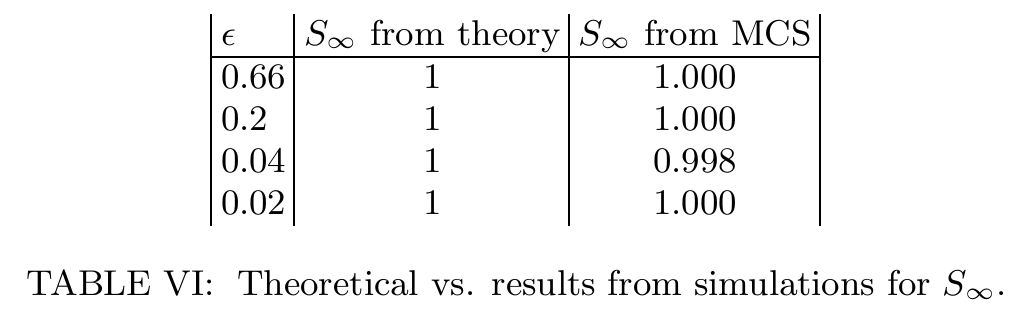 ϵ S∞ from theory S∞ from MCS
0.66 1 1.000
0.2 1 1.000
0.04 1 0.998
0.02 1 1.000
TABLE VI: Theoretical vs. results from simulations for S∞.